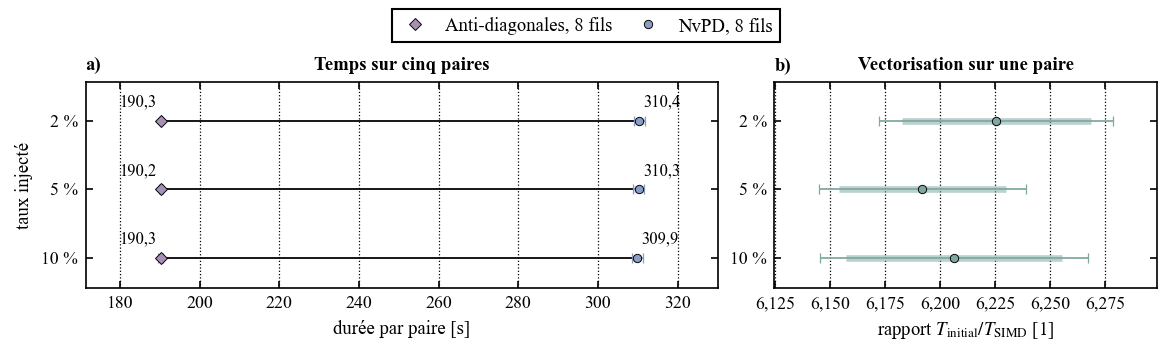 Anti-diagonales, 8 fils NvPD, 8 fils
a) Temps sur cinq paires
taux injecté
2 %
5 %
10 %
190,3 310,4
190,2 310,3
190,3 309,9
180 200 220 240 260 280 300 320
durée par paire [s]
b) Vectorisation sur une paire
2 %
5 %
10 %
6,125 6,150 6,175 6,200 6,225 6,250 6,275
rapport T_initial/T_SIMD [1]